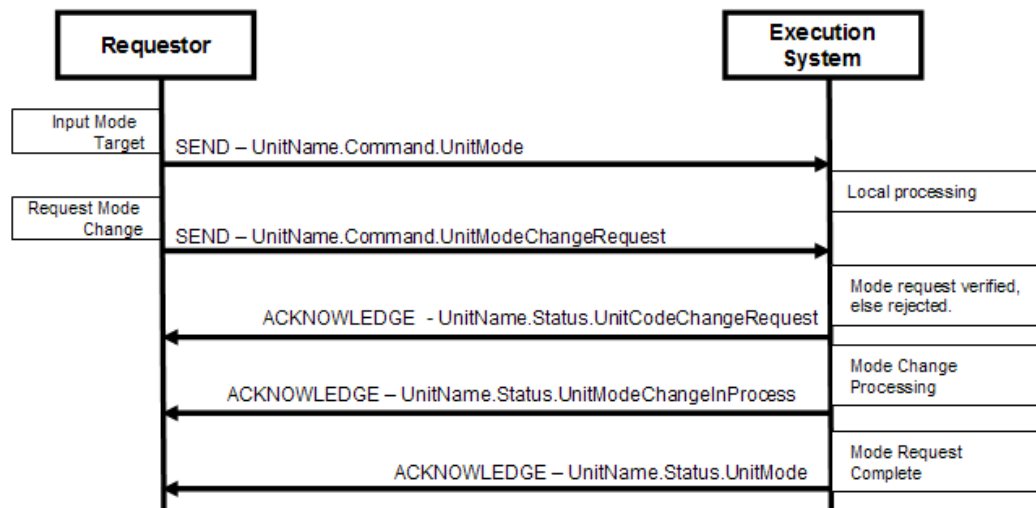 Requestor
Execution
System
Input Mode
Target
SEND – UnitName.Command.UnitMode
Local processing
Request Mode
Change
SEND – UnitName.Command.UnitModeChangeRequest
Mode request verified,
else rejected.
ACKNOWLEDGE - UnitName.Status.UnitCodeChangeRequest
Mode Change
Processing
ACKNOWLEDGE – UnitName.Status.UnitModeChangeInProcess
Mode Request
Complete
ACKNOWLEDGE – UnitName.Status.UnitMode